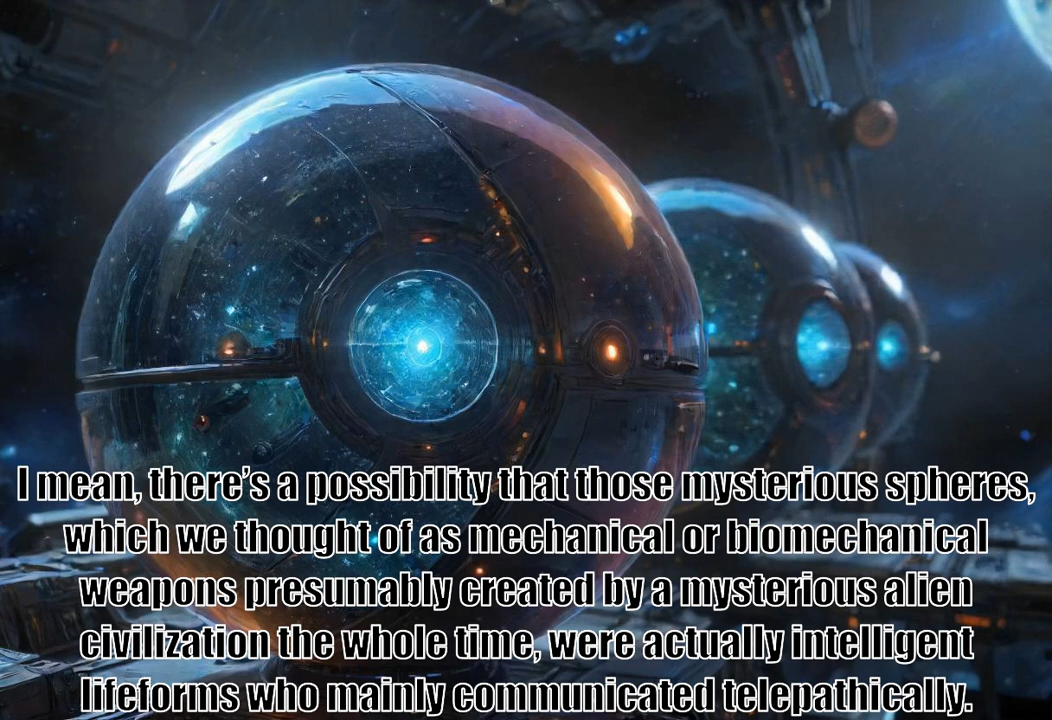 I mean, there’s a possibility that those mysterious spheres,
which we thought of as mechanical or biomechanical
weapons presumably created by a mysterious alien
civilization the whole time, were actually intelligent
lifeforms who mainly communicated telepathically.